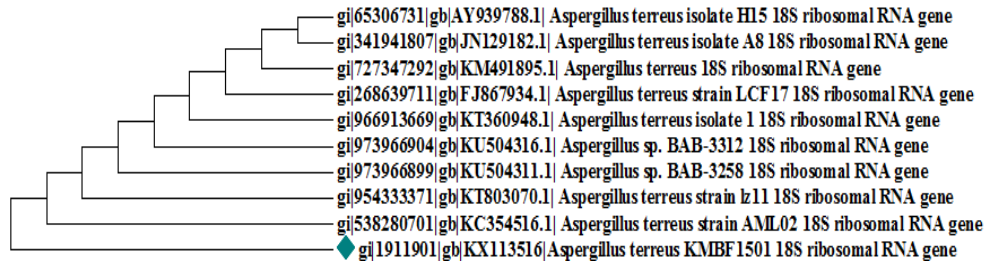 gi|65306731|gb|AY939788.1| Aspergillus terreus isolate H15 18S ribosomal RNA gene
gi|341941807|gb|JN129182.1| Aspergillus terreus isolate A8 18S ribosomal RNA gene
gi|727347292|gb|KM491895.1| Aspergillus terreus 18S ribosomal RNA gene
gi|268639711|gb|FJ867934.1| Aspergillus terreus strain LCF17 18S ribosomal RNA gene
gi|966913669|gb|KT360948.1| Aspergillus terreus isolate 1 18S ribosomal RNA gene
gi|973966904|gb|KU504316.1| Aspergillus sp. BAB-3312 18S ribosomal RNA gene
gi|973966899|gb|KU504311.1| Aspergillus sp. BAB-3258 18S ribosomal RNA gene
gi|954333371|gb|KT803070.1| Aspergillus terreus strain lz11 18S ribosomal RNA gene
gi|538280701|gb|KC354516.1| Aspergillus terreus strain AML02 18S ribosomal RNA gene
gi|1911901|gb|KX113516|Aspergillus terreus KMBF1501 18S ribosomal RNA gene